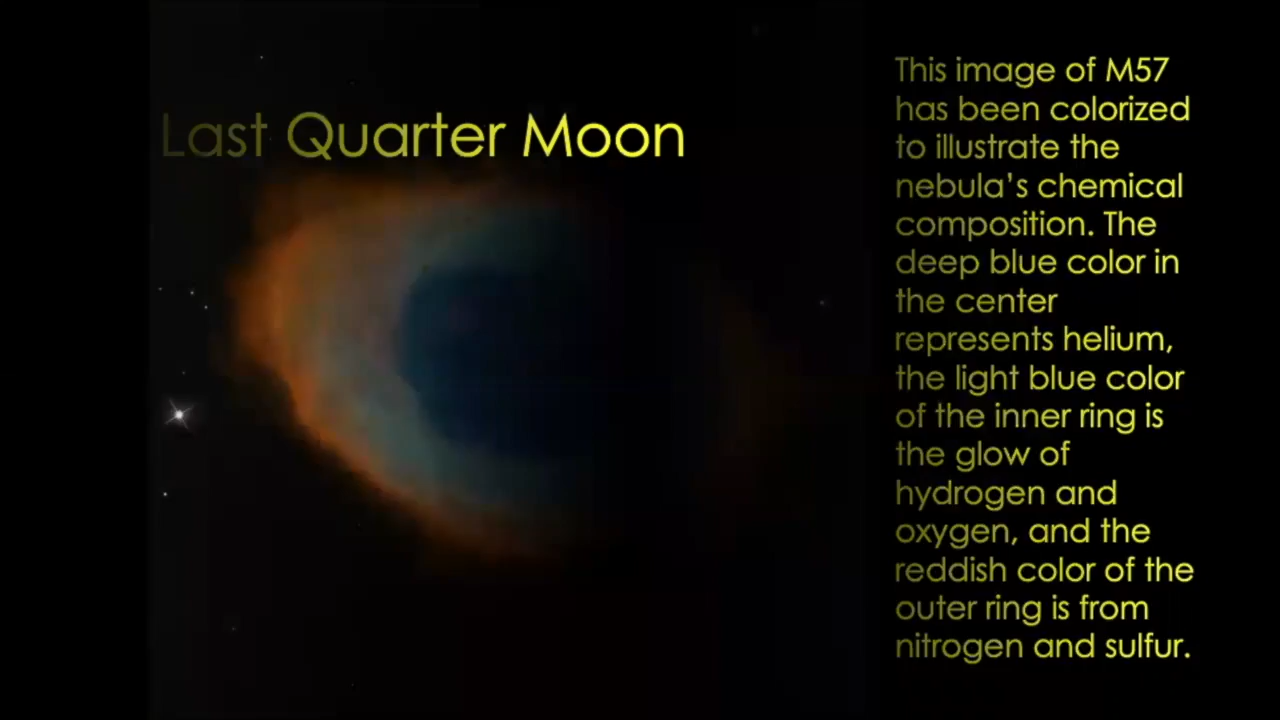 Last Quarter Moon
This image of M57
has been colorized
to illustrate the
nebula’s chemical
composition. The
deep blue color in
the center
represents helium,
the light blue color
of the inner ring is
the glow of
hydrogen and
oxygen, and the
reddish color of the
outer ring is from
nitrogen and sulfur.